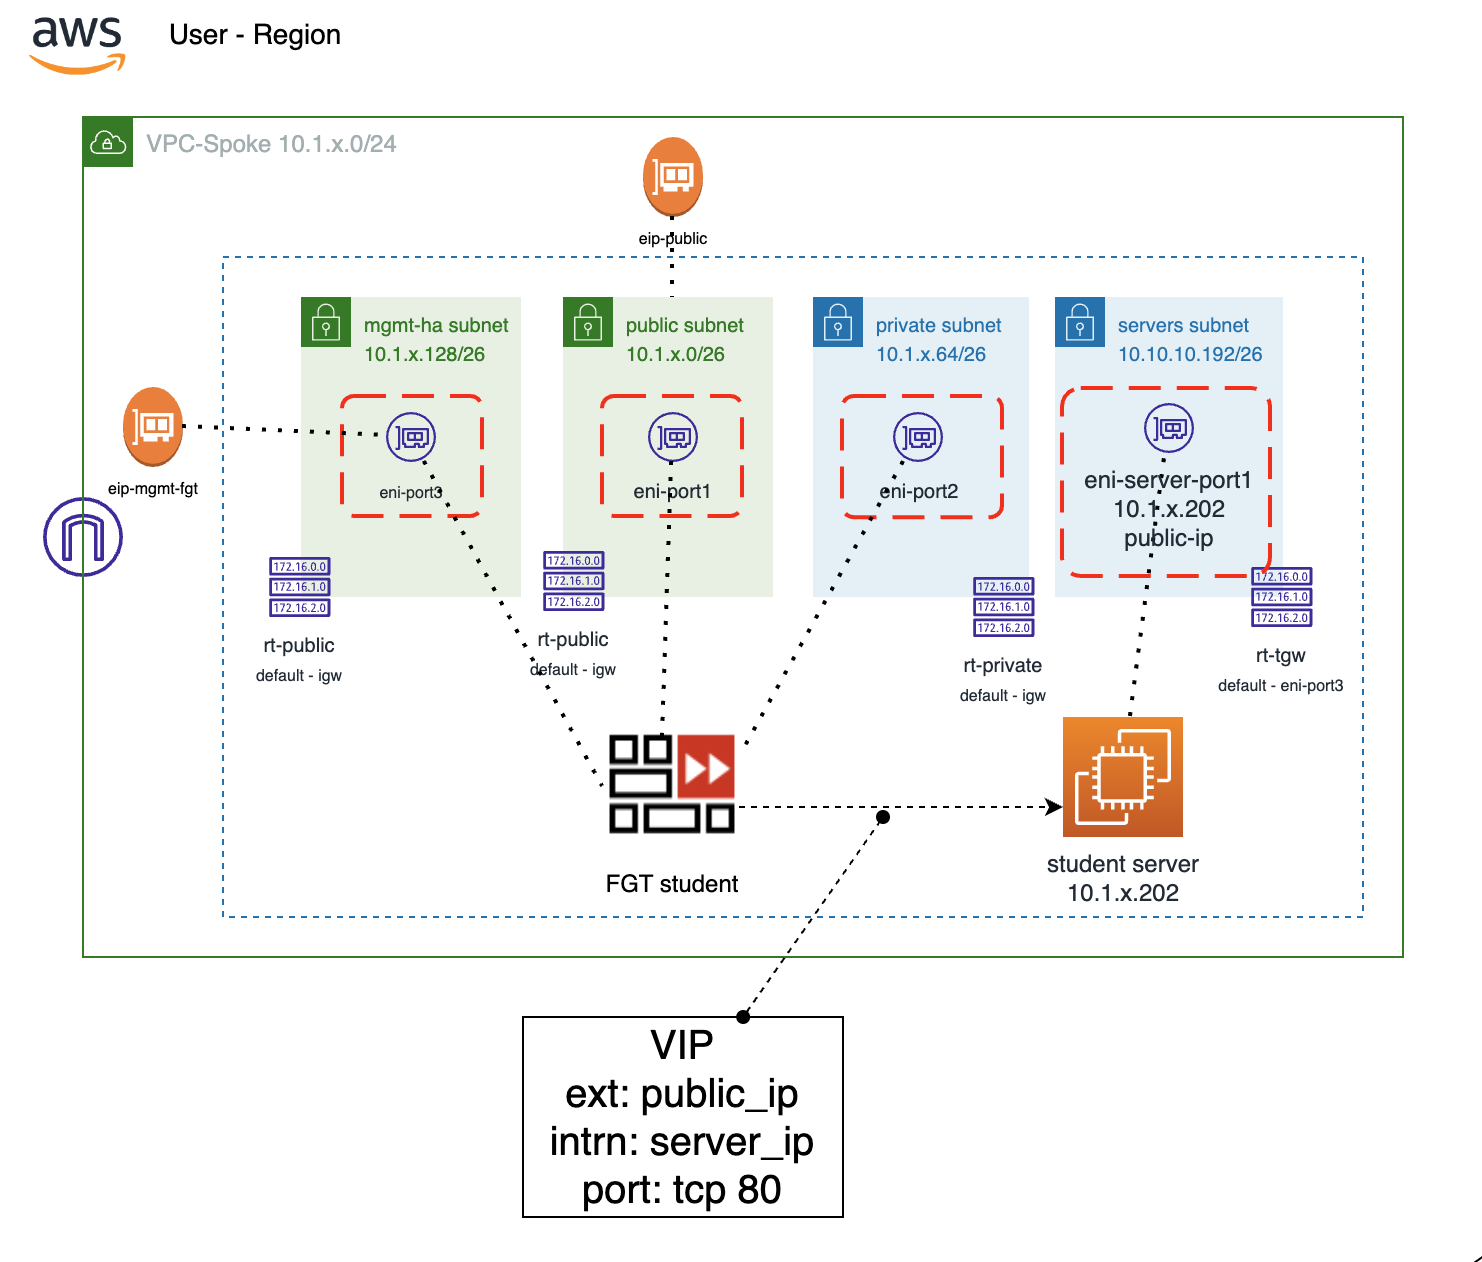 aws
User - Region
VPC-Spoke 10.1.x.0/24
eip-public
mgmt-ha subnet
10.1.x.128/26
public subnet
10.1.x.0/26
private subnet
10.1.x.64/26
servers subnet
10.10.10.192/26
eip-mgmt-fgt
eni-port3
eni-port1
eni-port2
eni-server-port1
10.1.x.202
public-ip
172.16.0.0
172.16.1.0
172.16.2.0
rt-public
default - igw
172.16.0.0
172.16.1.0
172.16.2.0
rt-public
default - igw
172.16.0.0
172.16.1.0
172.16.2.0
rt-private
default - igw
172.16.0.0
172.16.1.0
172.16.2.0
rt-tgw
default - eni-port3
FGT student
student server
10.1.x.202
VIP
ext: public_ip
intrn: server_ip
port: tcp 80